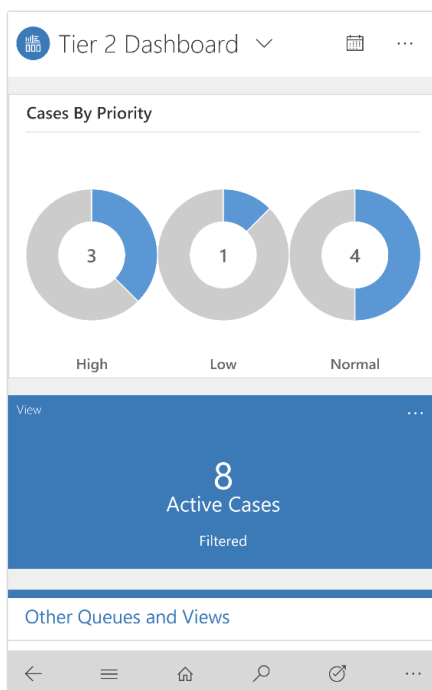 Tier 2 Dashboard
Cases By Priority
3
1
4
High
Low
Normal
View
8
Active Cases
Filtered
Other Queues and Views